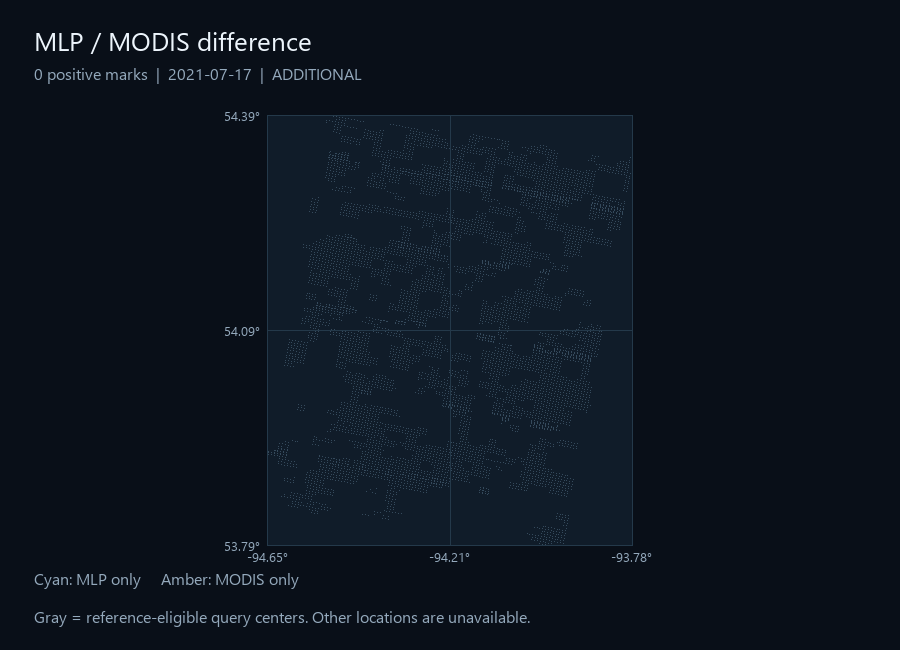 MLP / MODIS difference
0 positive marks | 2021-07-17 | ADDITIONAL
54.39°
54.09°
53.79°
-94.65° -94.21° -93.78°
Cyan: MLP only Amber: MODIS only
Gray = reference-eligible query centers. Other locations are unavailable.